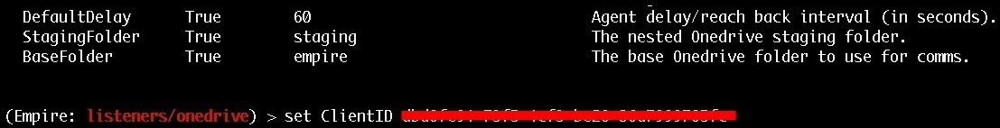 DefaultDelay True 60 Agent delay/reach back interval (in seconds).
StagingFolder True staging The nested Onedrive staging folder.
BaseFolder True empire The base Onedrive folder to use for comms.
(Empire: listeners/onedrive) > set ClientID